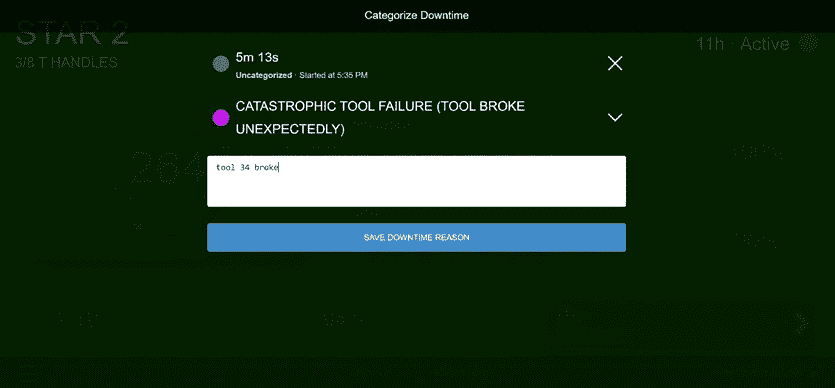 Categorize Downtime
STAR 2
3/8 T HANDLES
11h · Active
5m 13s
Uncategorized · Started at 5:35 PM
CATASTROPHIC TOOL FAILURE (TOOL BROKE
UNEXPECTEDLY)
264
tool 34 broke
SAVE DOWNTIME REASON